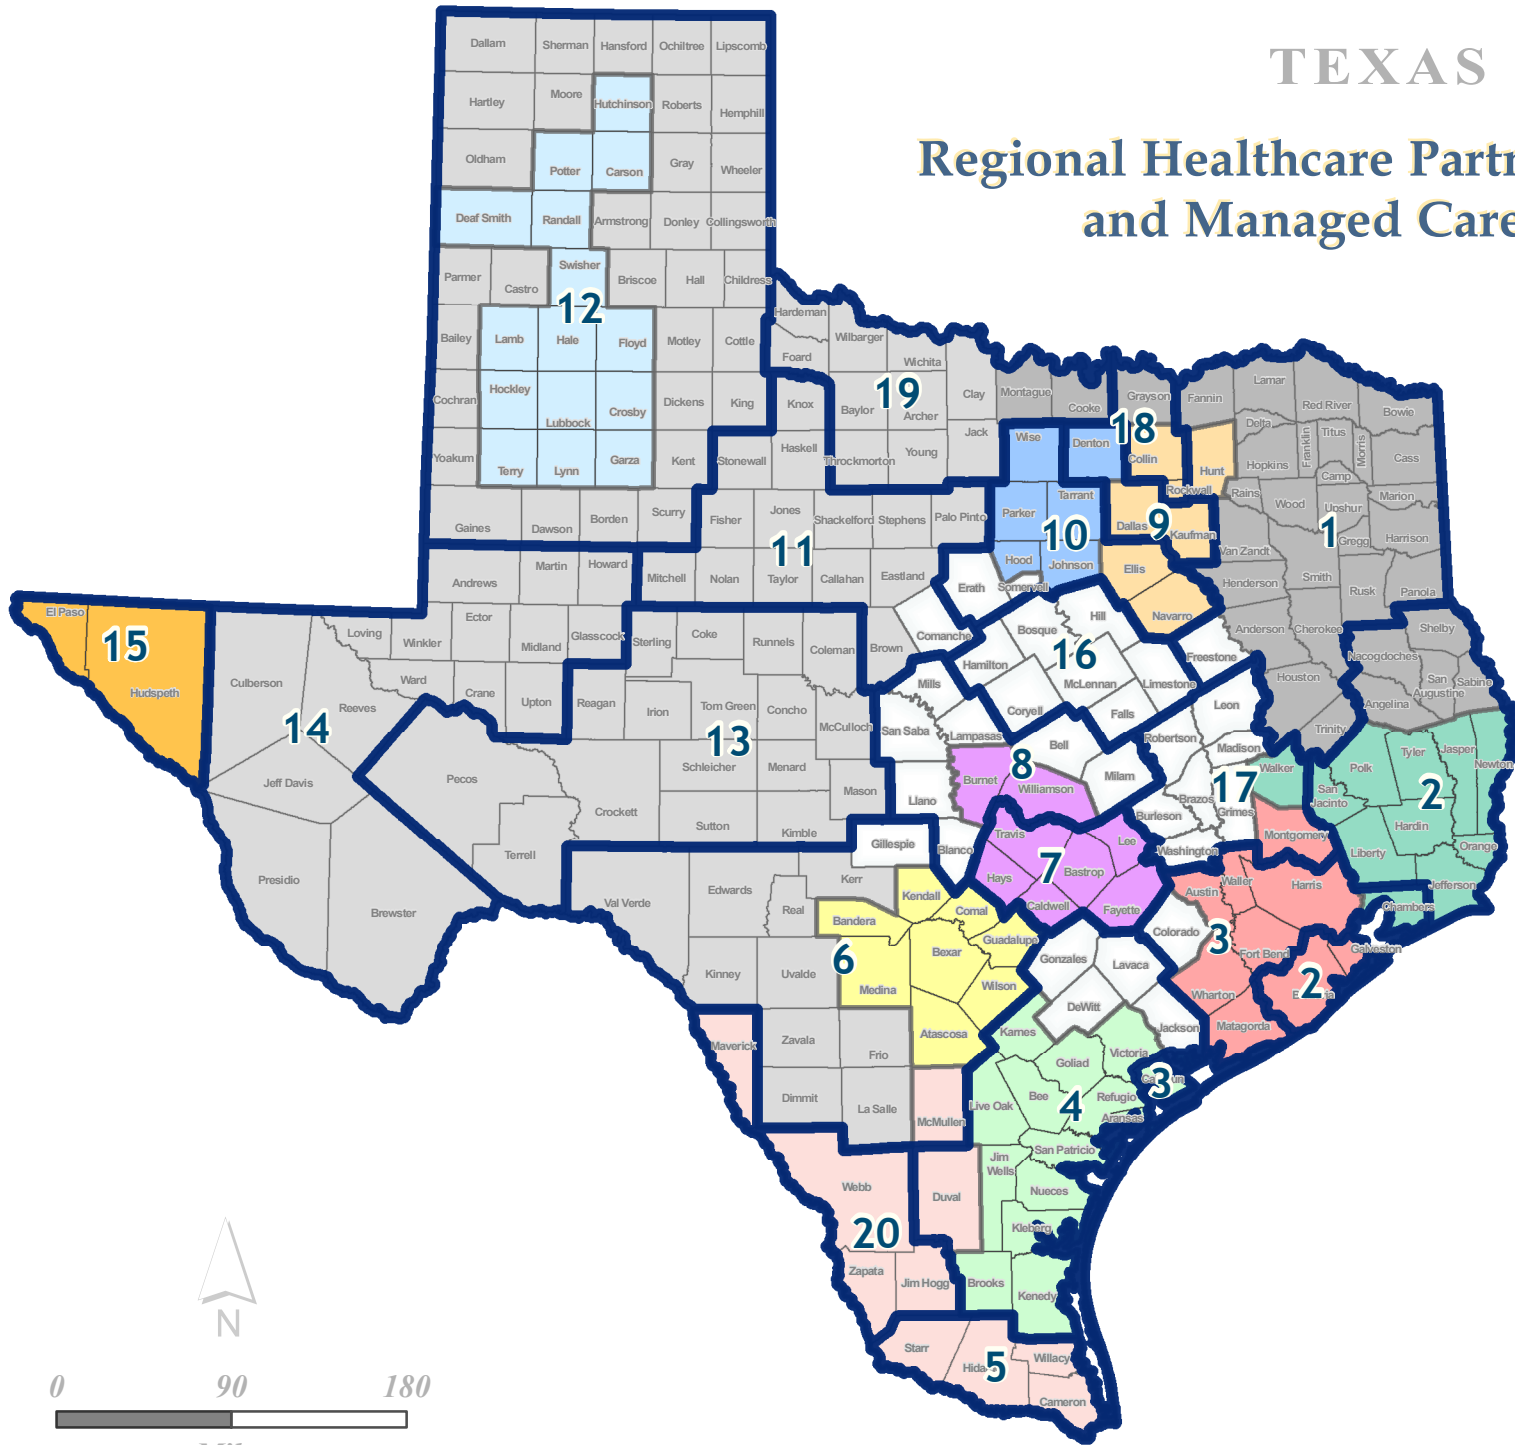 TEXAS
Regional Healthcare Partn
and Managed Care
Dallam Sherman Hansford Ochiltree Lipscomb
Hartley Moore Hutchinson Roberts Hemphill
Oldham Potter Carson Gray Wheeler
Deaf Smith Randall Armstrong Donley Collingsworth
Parmer Castro Swisher Briscoe Hall Childress
12
Bailey Lamb Hale Floyd Motley Cottle
Hardeman Foard Wilbarger Wichita
Cochran Hockley Lubbock Crosby Dickens King
Knox Baylor 19 Archer Clay Montague Cooke
Yoakum Terry Lynn Garza Kent Stonewall Haskell Throckmorton Young Jack
Grayson Fannin Lamar Red River Bowie
18
Wise Denton Collin Hunt Delta Hopkins Franklin Titus Morris Cass
Rockwall Rains Wood Camp Upshur Marion
Gaines Dawson Borden Scurry Fisher Jones Shackelford Stephens Palo Pinto
Parker Tarrant Dallas 9 Kaufman Van Zandt 1 Gregg Harrison
10
11
Andrews Martin Howard Mitchell Nolan Taylor Callahan Eastland
Hood Johnson Ellis Henderson Smith Rusk Panola
Erath Somervell Navarro
El Paso 15 Hudspeth
Loving Winkler Ector Midland Glasscock Sterling Coke Runnels Coleman Brown Comanche
Bosque Hill Freestone Anderson Cherokee Nacogdoches Shelby
Hamilton 16 McLennan Limestone
Culberson Reeves Ward Crane Upton Reagan Irion Tom Green Concho McCulloch Mills
Coryell Falls Leon Houston Angelina San Augustine Sabine
14 13
San Saba Lampasas Bell Robertson Madison Trinity
Jeff Davis Pecos Crockett Schleicher Menard Mason
8
Burnet Williamson Milam Brazos 17 Grimes Walker San Jacinto Polk Tyler Jasper Newton
2
Llano Burleson Montgomery Hardin
Presidio Brewster Terrell Sutton Kimble Gillespie Blanco
Travis Lee Washington Liberty Orange
Val Verde Edwards Real Kerr Kendall Hays 7 Bastrop
Austin Waller Harris Jefferson
Bandera Comal Caldwell Fayette Chambers
Kinney Uvalde 6 Medina Bexar Guadalupe Wilson
Gonzales Lavaca Colorado 3 Fort Bend Galveston
Wharton 2
Maverick Zavala Frio Atascosa Karnes DeWitt Jackson Matagorda
Goliad Victoria
Dimmit La Salle McMullen Live Oak Bee 4 Refugio 3
Aransas
San Patricio
Jim Wells
Webb Duval Nueces
20 Kleberg
Zapata Jim Hogg Brooks Kenedy
Starr 5 Willacy
Cameron
N
0 90 180